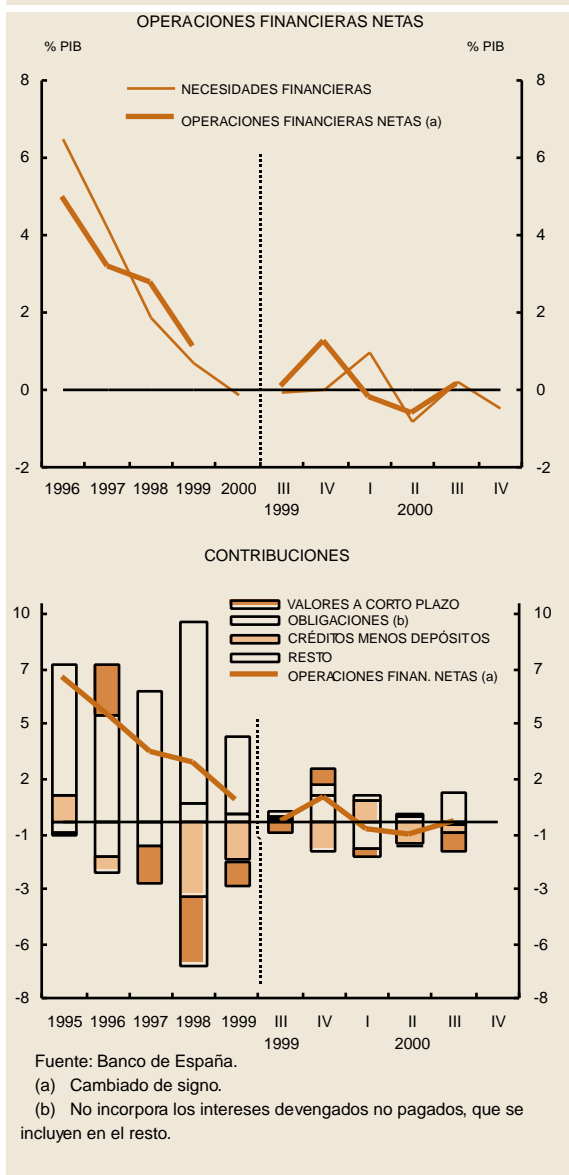 OPERACIONES FINANCIERAS NETAS
% PIB % PIB
8 8
NECESIDADES FINANCIERAS
OPERACIONES FINANCIERAS NETAS (a)
6 6
4 4
2 2
0 0
-2 -2
1996 1997 1998 1999 2000 III IV I II III IV
1999 2000
CONTRIBUCIONES
10 10
VALORES A CORTO PLAZO
OBLIGACIONES (b)
CRÉDITOS MENOS DEPÓSITOS
RESTO
OPERACIONES FINAN. NETAS (a)
7 7
5 5
2 2
-1 -1
-3 -3
-6 -6
-8 -8
1995 1996 1997 1998 1999 III IV I II III IV
1999 2000
Fuente: Banco de España.
(a) Cambiado de signo.
(b) No incorpora los intereses devengados no pagados, que se
incluyen en el resto.